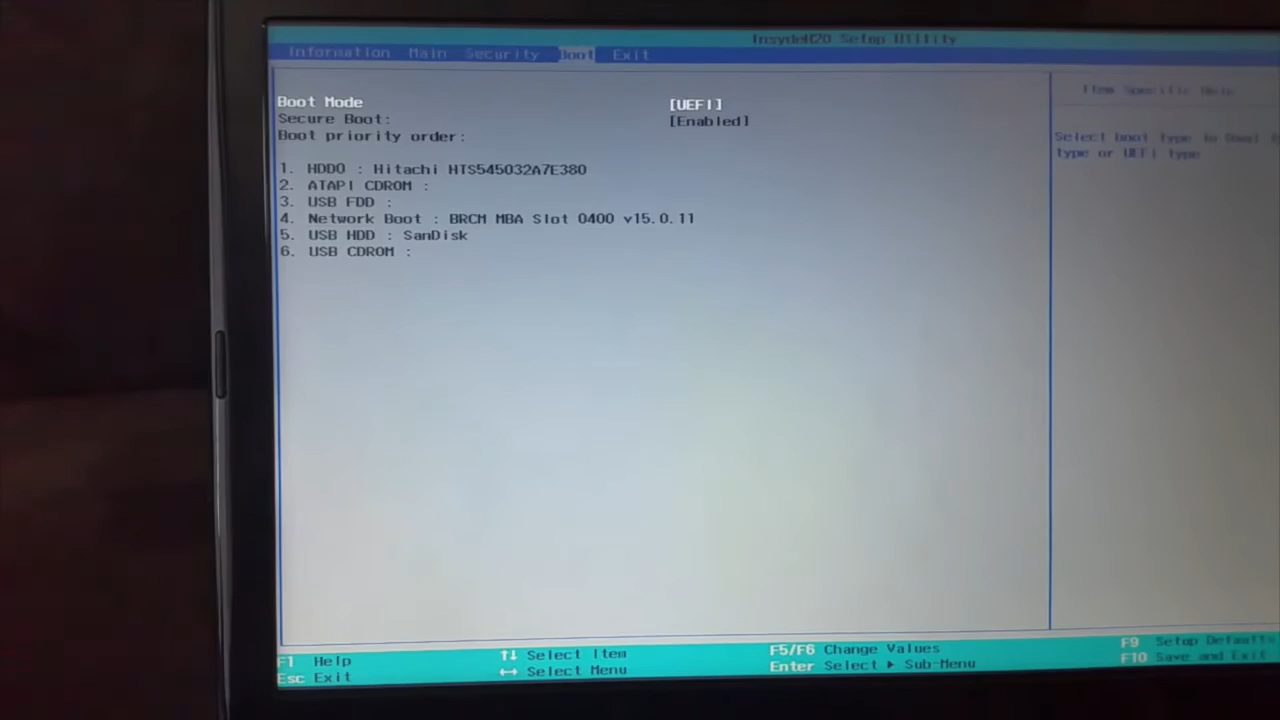 InsydeH20 Setup Utility
Information Main Security Boot Exit
Boot Mode [UEFI]
Secure Boot: [Enabled]
Boot priority order:
1. HDD0 : Hitachi HTS545032A7E380
2. ATAPI CDROM :
3. USB FDD :
4. Network Boot : BRCM MBA Slot 0400 v15.0.11
5. USB HDD : SanDisk
6. USB CDROM :
Item Specific Help
Select boot type to Dual
type or UEFI type
F1 Help ↑↓ Select Item F5/F6 Change Values F9 Setup Defaults
Esc Exit ↔ Select Menu Enter Select ▶ Sub-Menu F10 Save and Exit